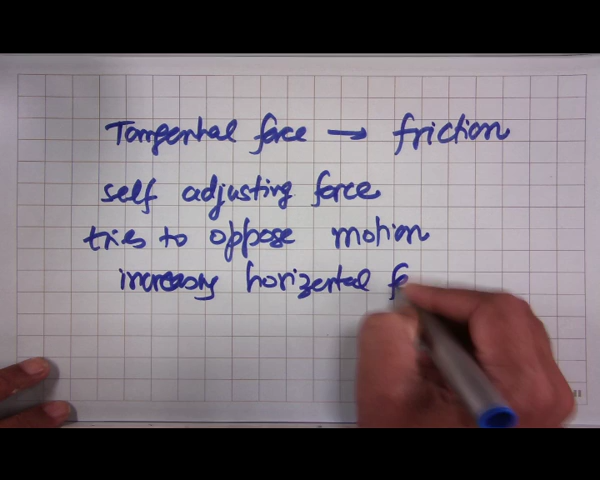 Tangential force → friction
self adjusting force
tries to oppose motion
increasing horizontal f